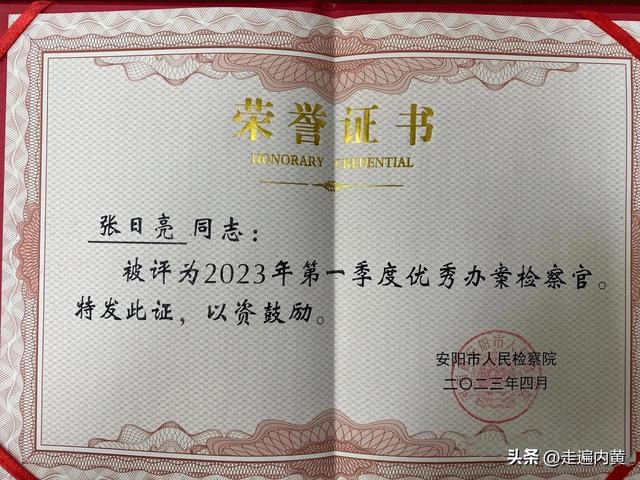 荣誉证书
HONORARY CREDENTIAL
张日亮 同志：
被评为2023年第一季度优秀办案检察官。
特发此证，以资鼓励。
安阳市人民检察院
二〇二三年四月
头条 @走遍内黄